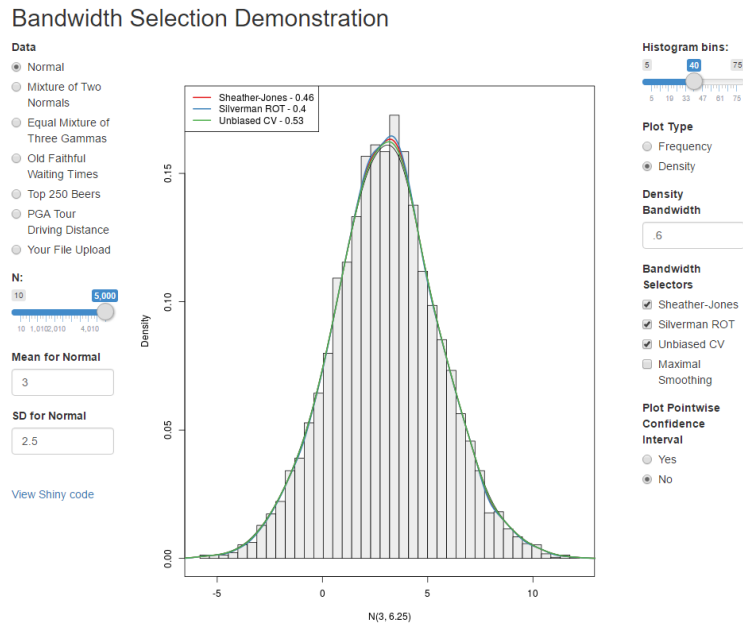 Bandwidth Selection Demonstration
Data
Normal
Mixture of Two
Normals
Equal Mixture of
Three Gammas
Old Faithful
Waiting Times
Top 250 Beers
PGA Tour
Driving Distance
Your File Upload
N:
10
5,000
10 1,010 2,010 4,010
Mean for Normal
3
SD for Normal
2.5
View Shiny code
Sheather-Jones - 0.46
Silverman ROT - 0.4
Unbiased CV - 0.53
Density
0.15
0.10
0.05
0.00
-5 0 5 10
N(3, 6.25)
Histogram bins:
5 40 75
5 19 33 47 61 75
Plot Type
Frequency
Density
Density
Bandwidth
.6
Bandwidth
Selectors
Sheather-Jones
Silverman ROT
Unbiased CV
Maximal
Smoothing
Plot Pointwise
Confidence
Interval
Yes
No